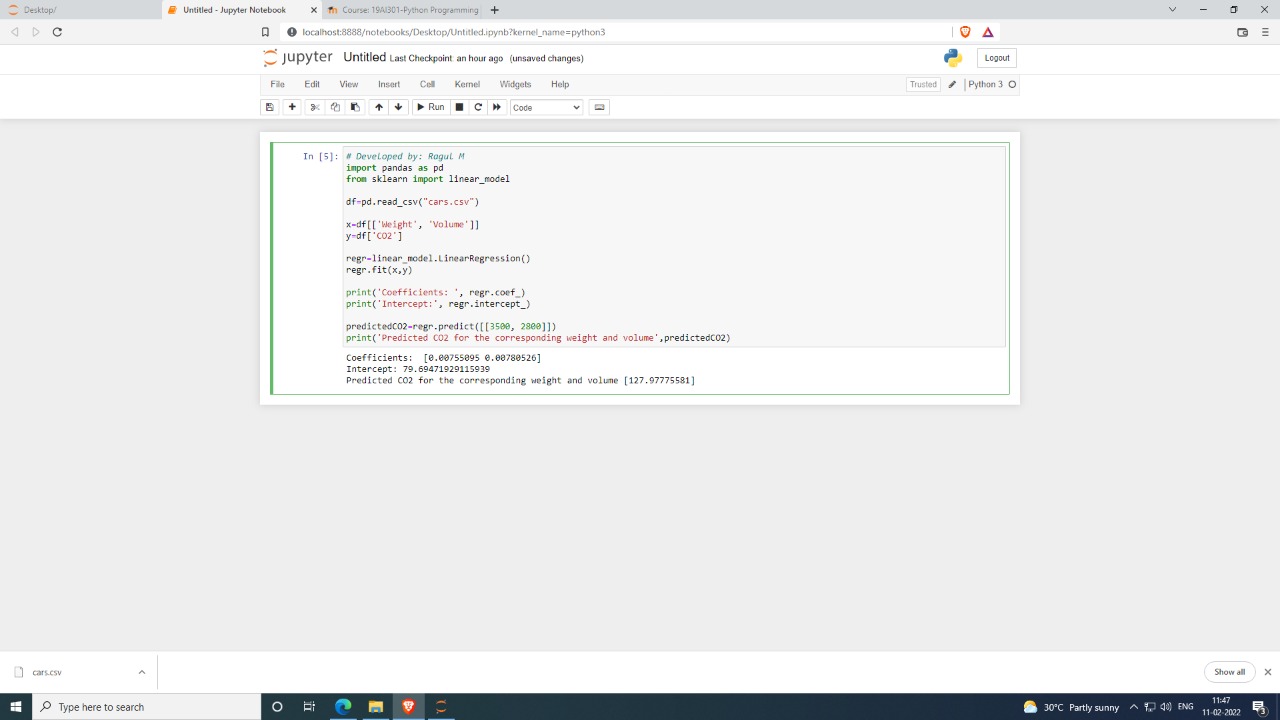 Desktop/
Untitled - Jupyter Notebook
Course: 19AI301-Python Programming
localhost:8888/notebooks/Desktop/Untitled.ipynb?kernel_name=python3
jupyter Untitled Last Checkpoint: an hour ago (unsaved changes)
Logout
File Edit View Insert Cell Kernel Widgets Help
Trusted
Python 3
Run
Code
In [5]:
# Developed by: Ragul M
import pandas as pd
from sklearn import linear_model
df=pd.read_csv("cars.csv")
x=df[['Weight', 'Volume']]
y=df['CO2']
regr=linear_model.LinearRegression()
regr.fit(x,y)
print('Coefficients: ', regr.coef_)
print('Intercept:', regr.intercept_)
predictedCO2=regr.predict([[3500, 2800]])
print('Predicted CO2 for the corresponding weight and volume',predictedCO2)
Coefficients:  [0.00755095 0.00780526]
Intercept: 79.69471929115939
Predicted CO2 for the corresponding weight and volume [127.97775581]
cars.csv
Show all
Type here to search
30°C Partly sunny
ENG
11:47
11-02-2022
3